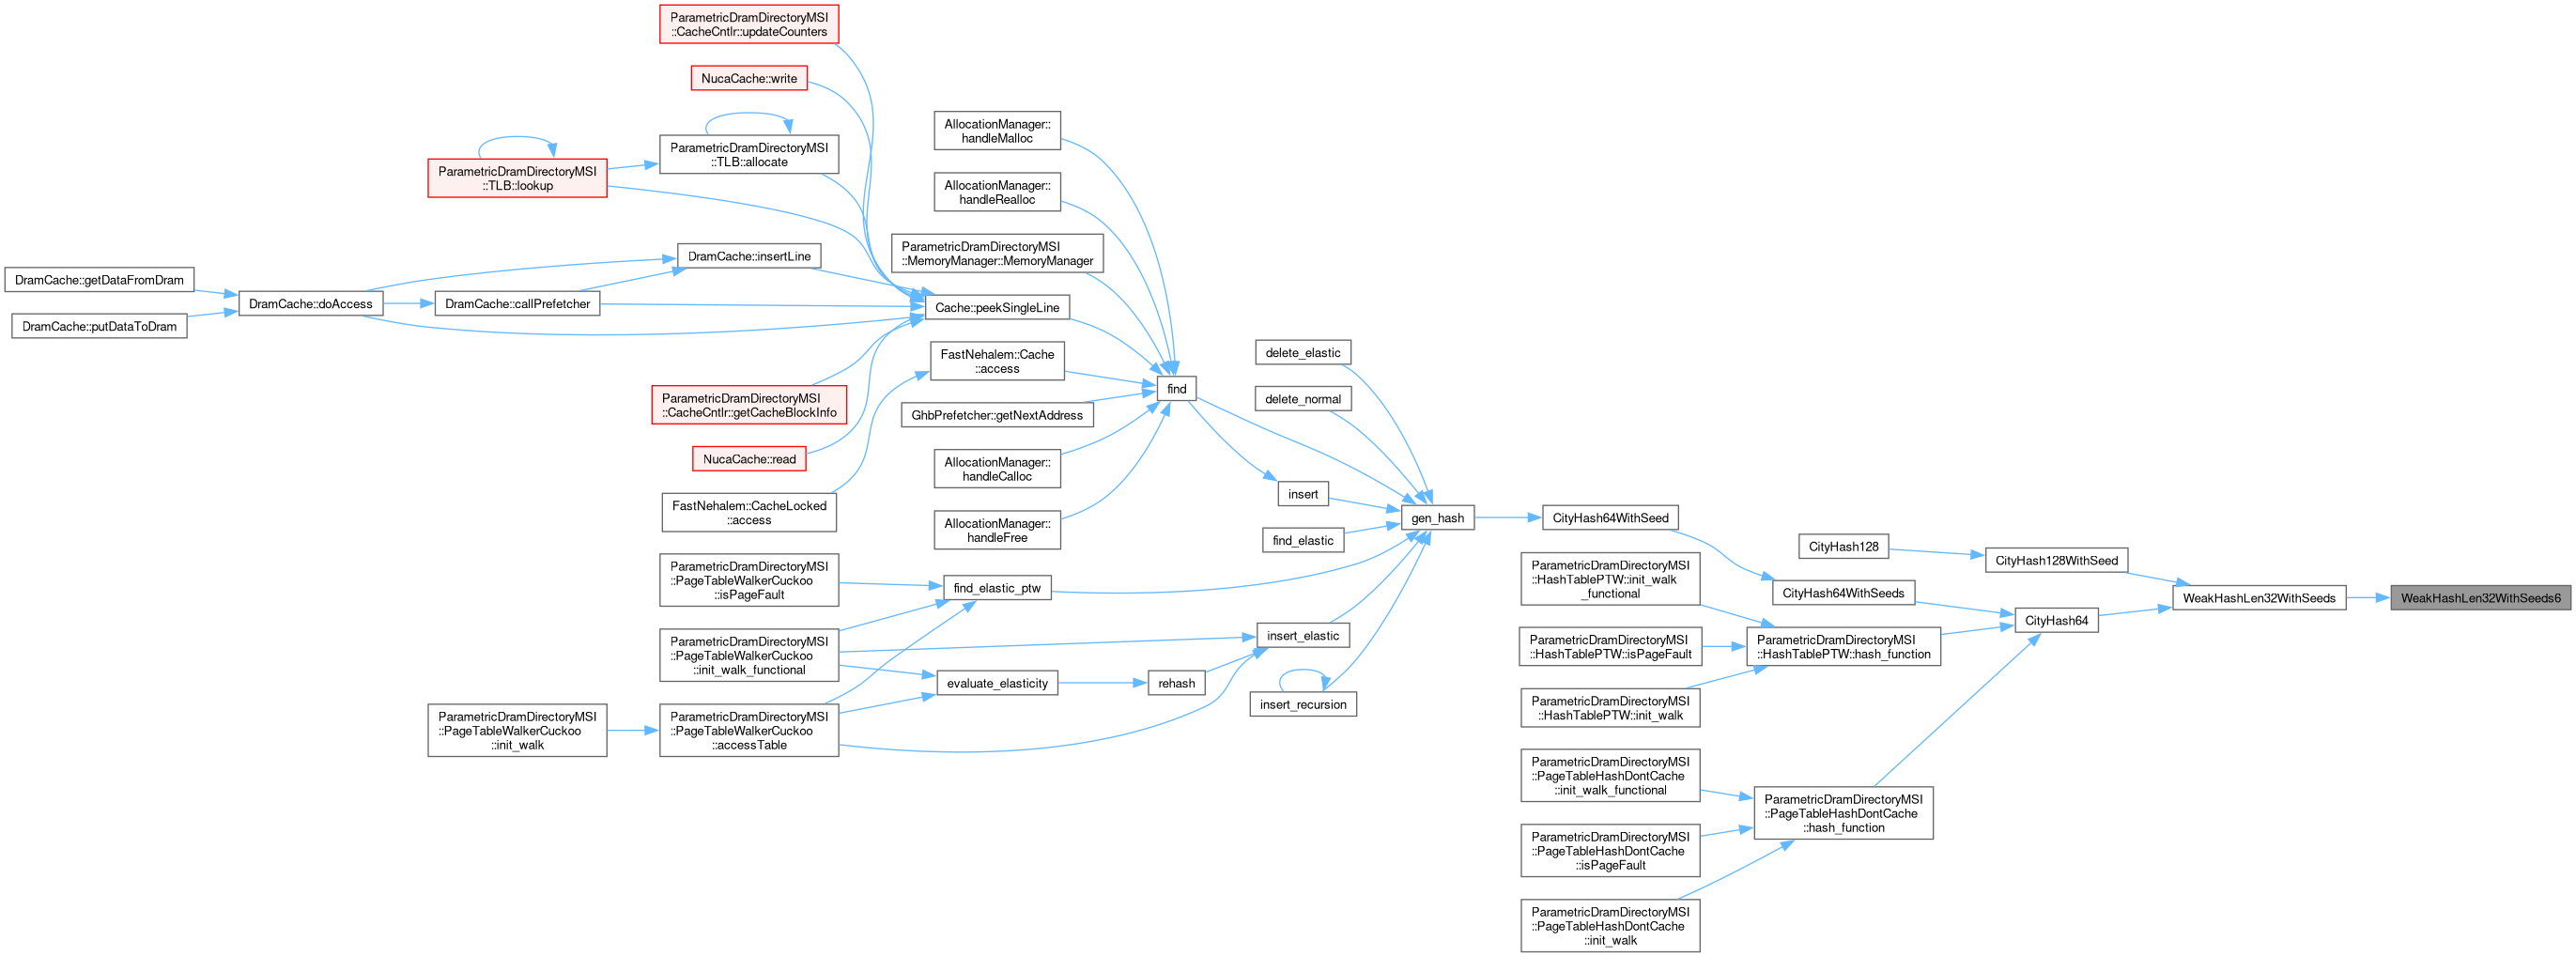 ParametricDramDirectoryMSI
::CacheCntlr::updateCounters
NucaCache::write
ParametricDramDirectoryMSI
::TLB::allocate
ParametricDramDirectoryMSI
::TLB::lookup
DramCache::insertLine
DramCache::getDataFromDram
DramCache::doAccess
DramCache::callPrefetcher
DramCache::putDataToDram
ParametricDramDirectoryMSI
::CacheCntlr::getCacheBlockInfo
NucaCache::read
FastNehalem::CacheLocked
::access
ParametricDramDirectoryMSI
::PageTableWalkerCuckoo
::isPageFault
ParametricDramDirectoryMSI
::PageTableWalkerCuckoo
::init_walk_functional
ParametricDramDirectoryMSI
::PageTableWalkerCuckoo
::init_walk
ParametricDramDirectoryMSI
::PageTableWalkerCuckoo
::accessTable
AllocationManager::
handleMalloc
AllocationManager::
handleRealloc
ParametricDramDirectoryMSI
::MemoryManager::MemoryManager
Cache::peekSingleLine
FastNehalem::Cache
::access
GhbPrefetcher::getNextAddress
AllocationManager::
handleCalloc
AllocationManager::
handleFree
find_elastic_ptw
evaluate_elasticity
find
rehash
delete_elastic
delete_normal
insert
find_elastic
insert_elastic
insert_recursion
gen_hash
CityHash64WithSeed
ParametricDramDirectoryMSI
::HashTablePTW::init_walk
_functional
ParametricDramDirectoryMSI
::HashTablePTW::isPageFault
ParametricDramDirectoryMSI
::HashTablePTW::init_walk
ParametricDramDirectoryMSI
::PageTableHashDontCache
::init_walk_functional
ParametricDramDirectoryMSI
::PageTableHashDontCache
::isPageFault
ParametricDramDirectoryMSI
::PageTableHashDontCache
::init_walk
CityHash128
CityHash64WithSeeds
ParametricDramDirectoryMSI
::HashTablePTW::hash_function
ParametricDramDirectoryMSI
::PageTableHashDontCache
::hash_function
CityHash128WithSeed
CityHash64
WeakHashLen32WithSeeds
WeakHashLen32WithSeeds6